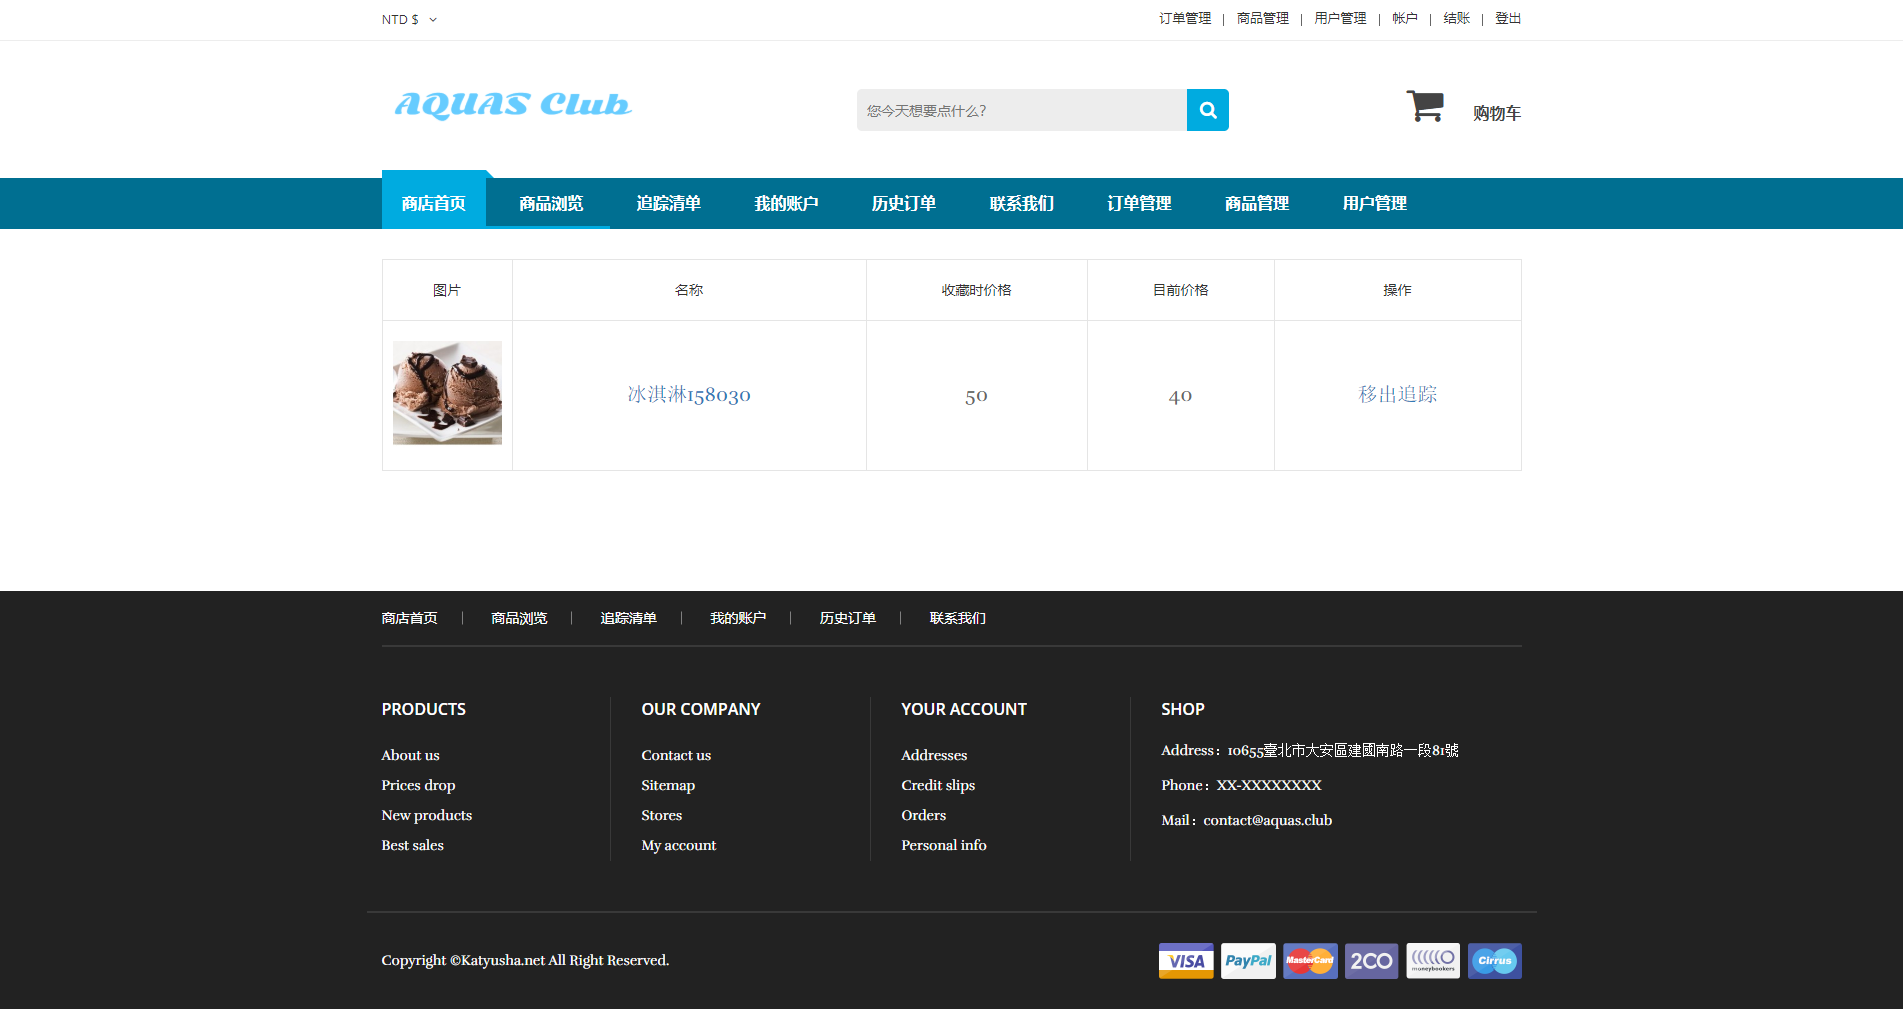 NTD $
订单管理 | 商品管理 | 用户管理 | 帐户 | 结账 | 登出
AQUAS Club
您今天想要点什么?
购物车
商店首页 商品浏览 追踪清单 我的账户 历史订单 联系我们 订单管理 商品管理 用户管理
图片 名称 收藏时价格 目前价格 操作
冰淇淋158030 50 40 移出追踪
商店首页 | 商品浏览 | 追踪清单 | 我的账户 | 历史订单 | 联系我们
PRODUCTS
About us
Prices drop
New products
Best sales
OUR COMPANY
Contact us
Sitemap
Stores
My account
YOUR ACCOUNT
Addresses
Credit slips
Orders
Personal info
SHOP
Address：10655臺北市大安區建國南路一段81號
Phone：XX-XXXXXXXX
Mail：contact@aquas.club
Copyright ©Katyusha.net All Right Reserved.
VISA PayPal MasterCard 2CO moneybookers Cirrus